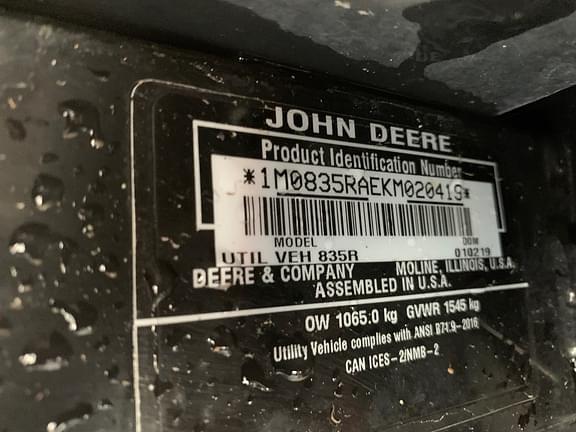 JOHN DEERE
Product Identification Number
*1M0835RAEKM020419*
MODEL DOM
UTIL VEH 835R 010219
DEERE & COMPANY MOLINE, ILLINOIS, U.S.A.
ASSEMBLED IN U.S.A.
OW 1065.0 kg GVWR 1545 kg
Utility Vehicle complies with ANSI B71.9-2016
CAN ICES-2/NMB-2